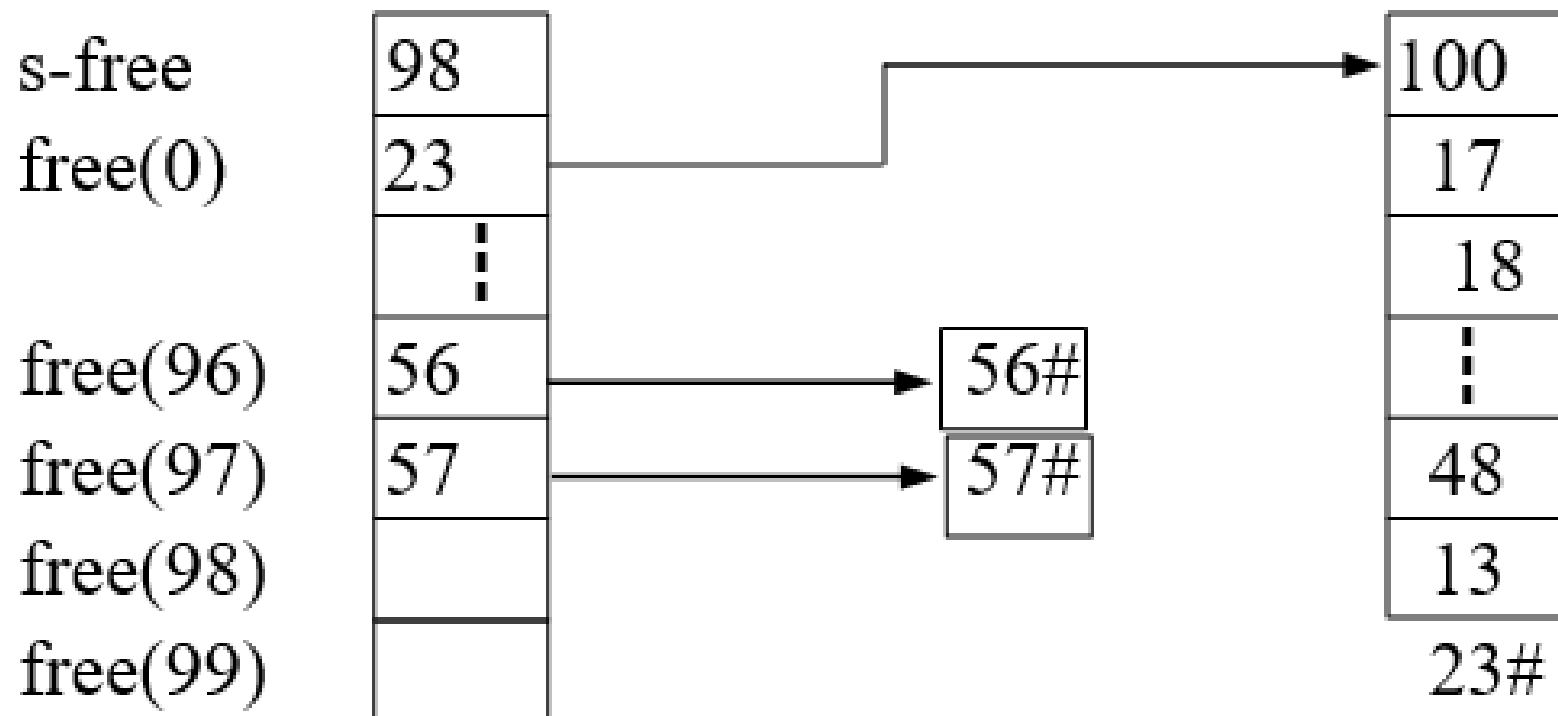 s-free 98 100
free(0) 23 17
18
free(96) 56 56# 
free(97) 57 57# 48
free(98) 13
free(99) 23#